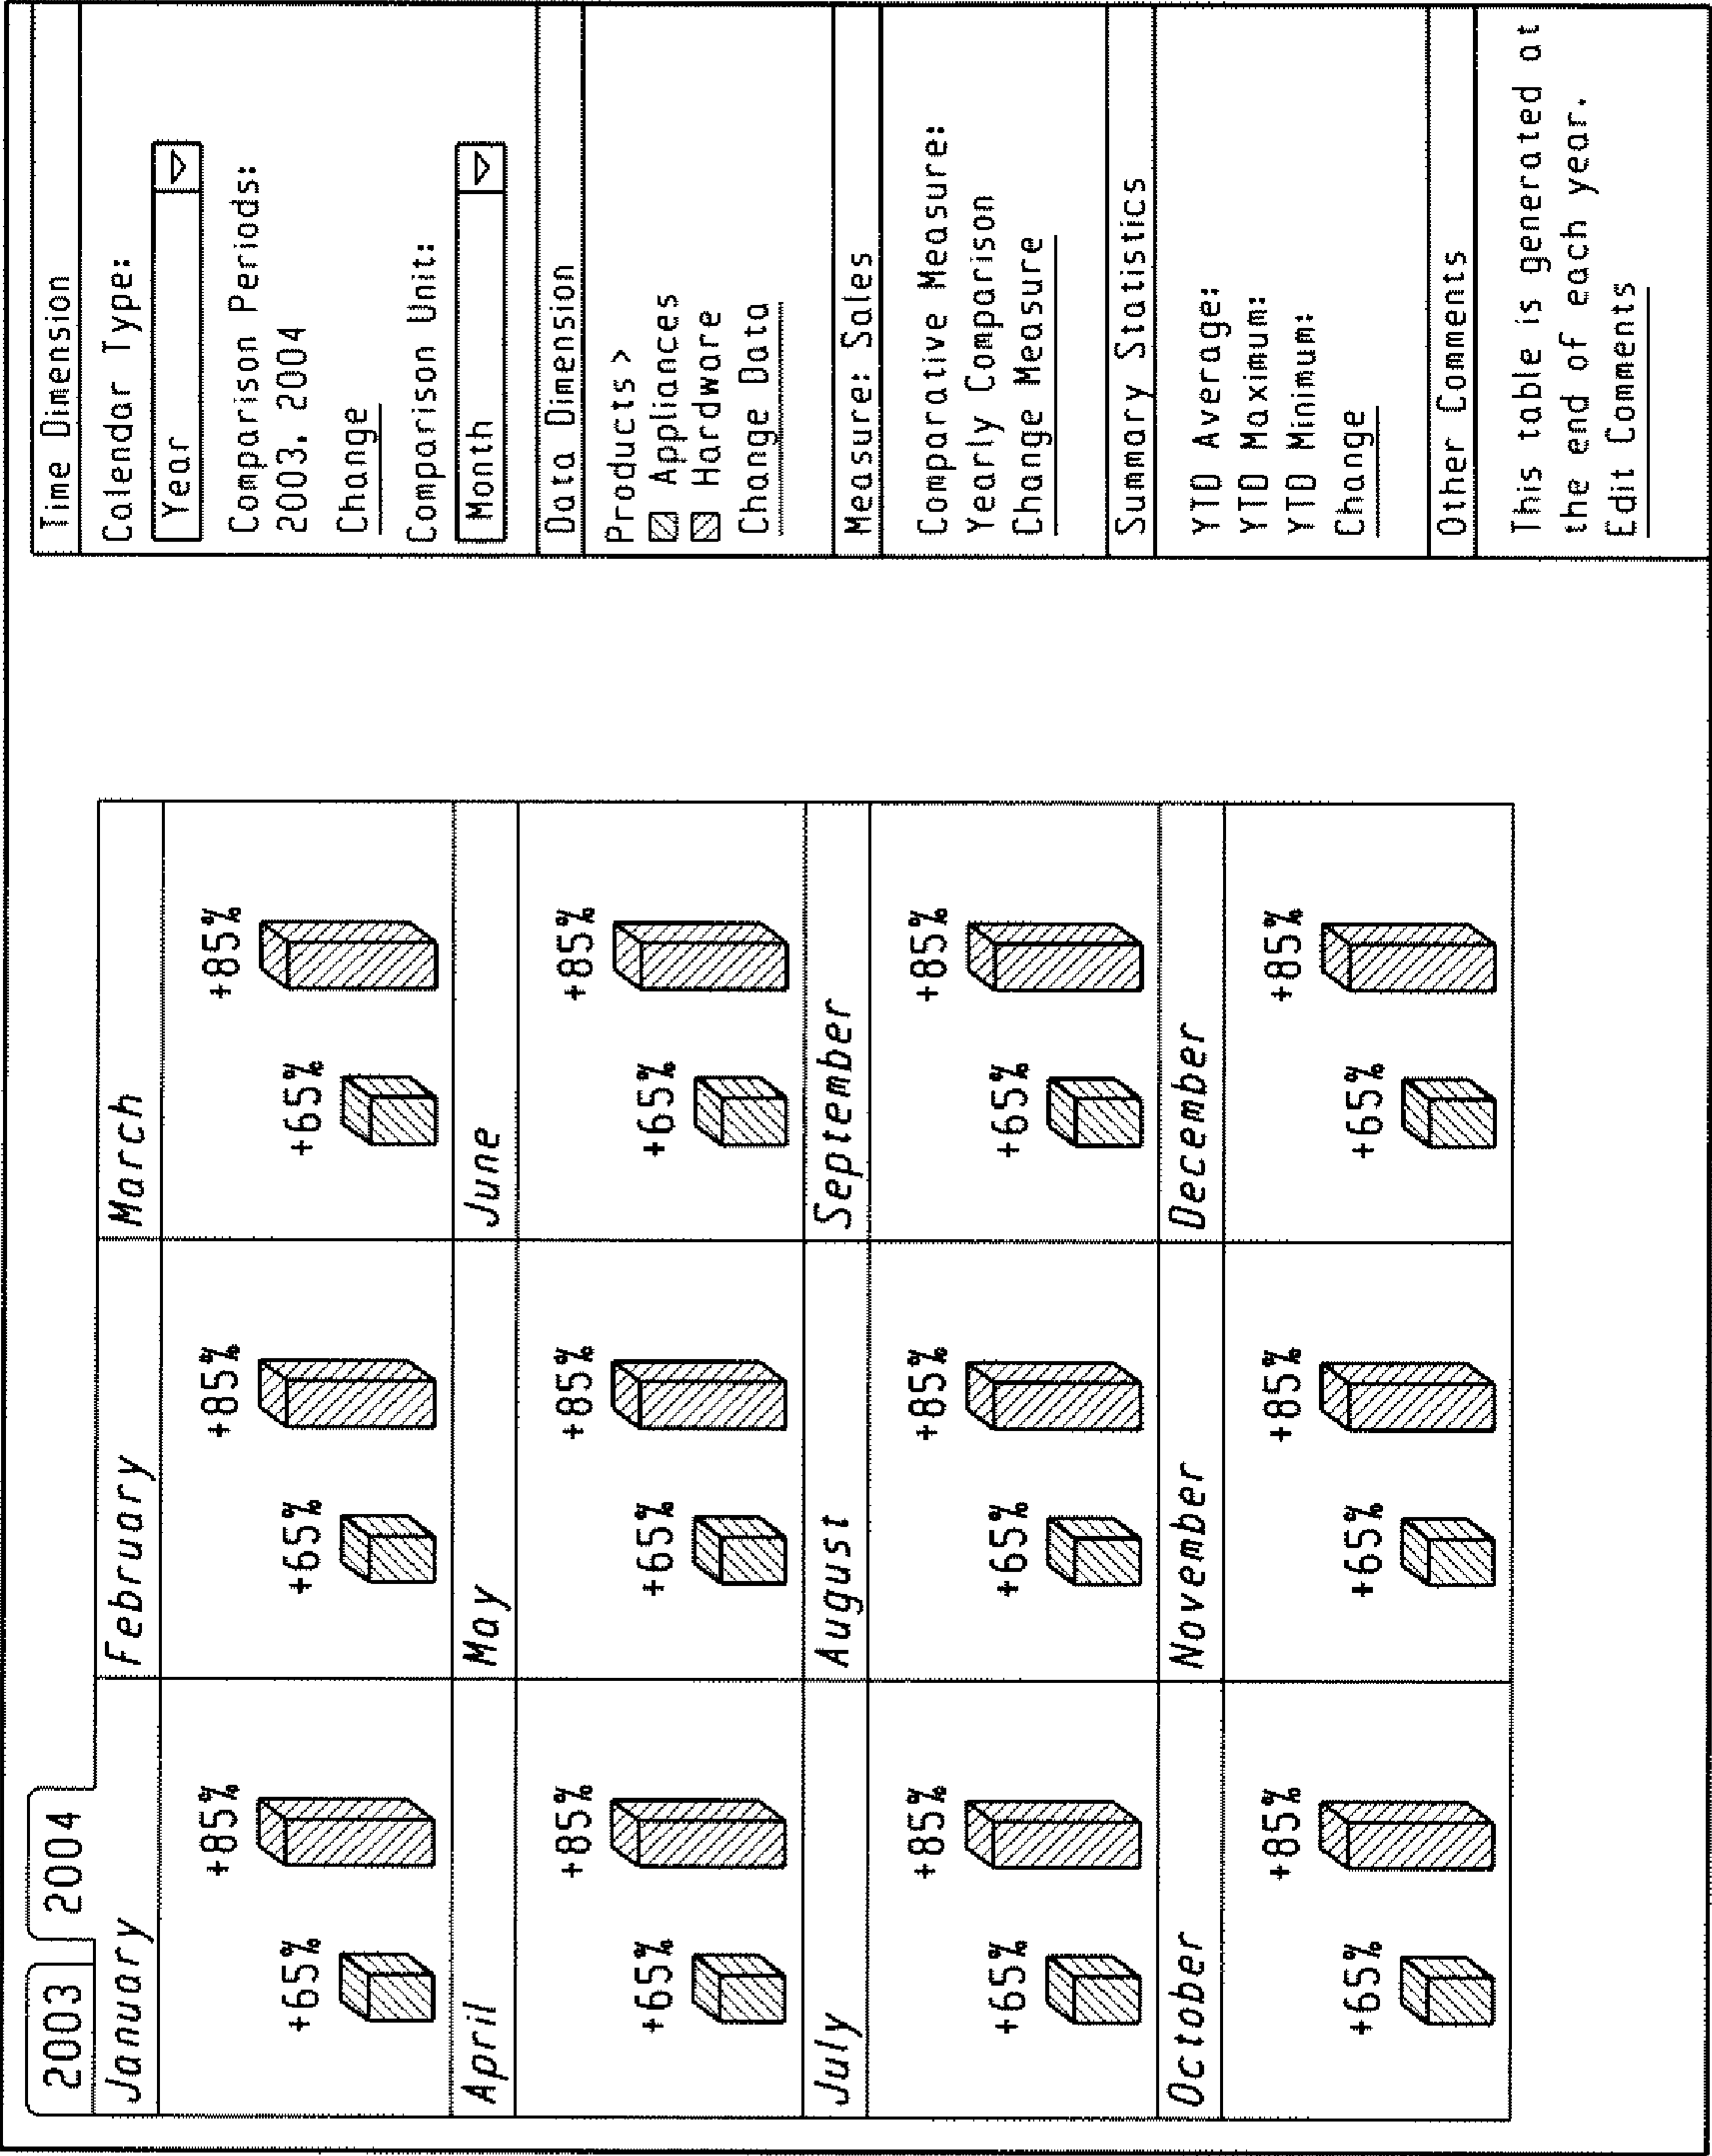 2003
2004
January
February
March
+65%
+85%
+65%
+85%
+65%
+85%
April
May
June
+65%
+85%
+65%
+85%
+65%
+85%
July
August
September
+65%
+85%
+65%
+85%
+65%
+85%
October
November
December
+65%
+85%
+65%
+85%
+65%
+85%
Time Dimension
Calendar Type:
Year
Comparison Periods:
2003, 2004
Change
Comparison Unit:
Month
Data Dimension
Products>
Appliances
Hardware
Change Data
Measure: Sales
Comparative Measure:
Yearly Comparison
Change Measure
Summary Statistics
YTD Average:
YTD Maximum:
YTD Minimum:
Change
Other Comments
This table is generated at
the end of each year.
Edit Comments